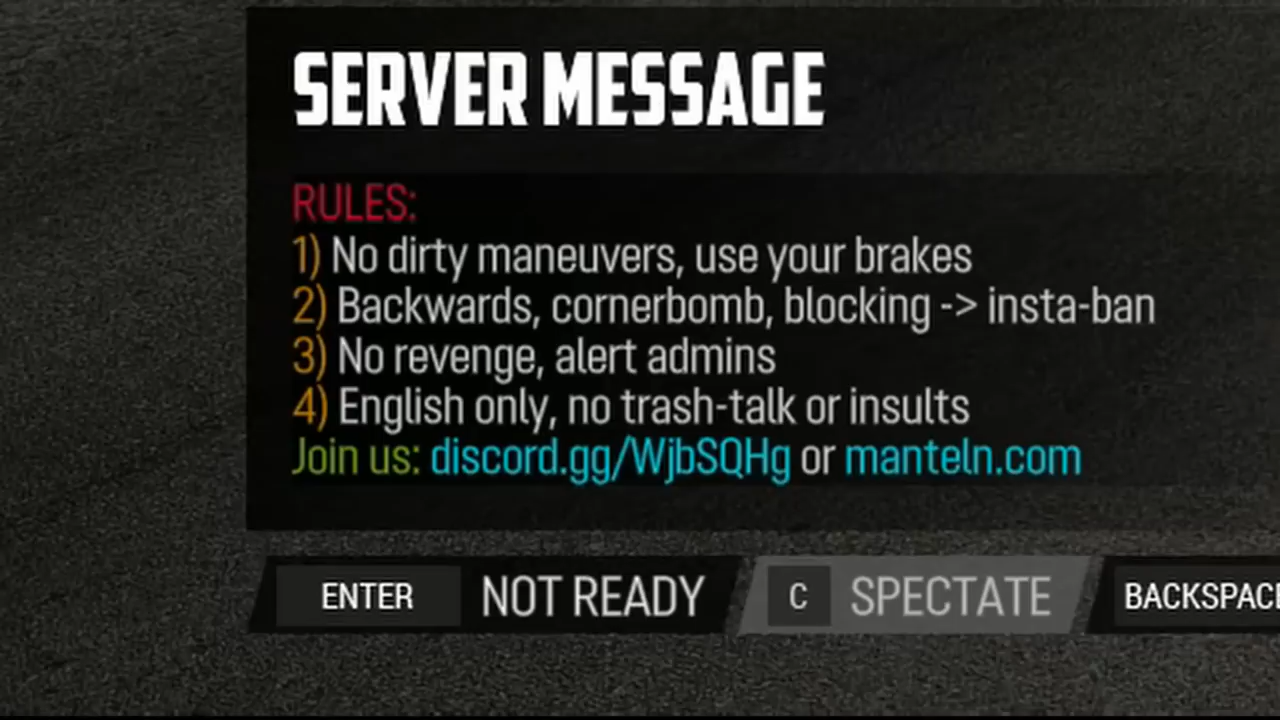 SERVER MESSAGE
RULES:
1) No dirty maneuvers, use your brakes
2) Backwards, cornerbomb, blocking -> insta-ban
3) No revenge, alert admins
4) English only, no trash-talk or insults
Join us: discord.gg/WjbSQHg or manteln.com
ENTER NOT READY C SPECTATE BACKSPACE